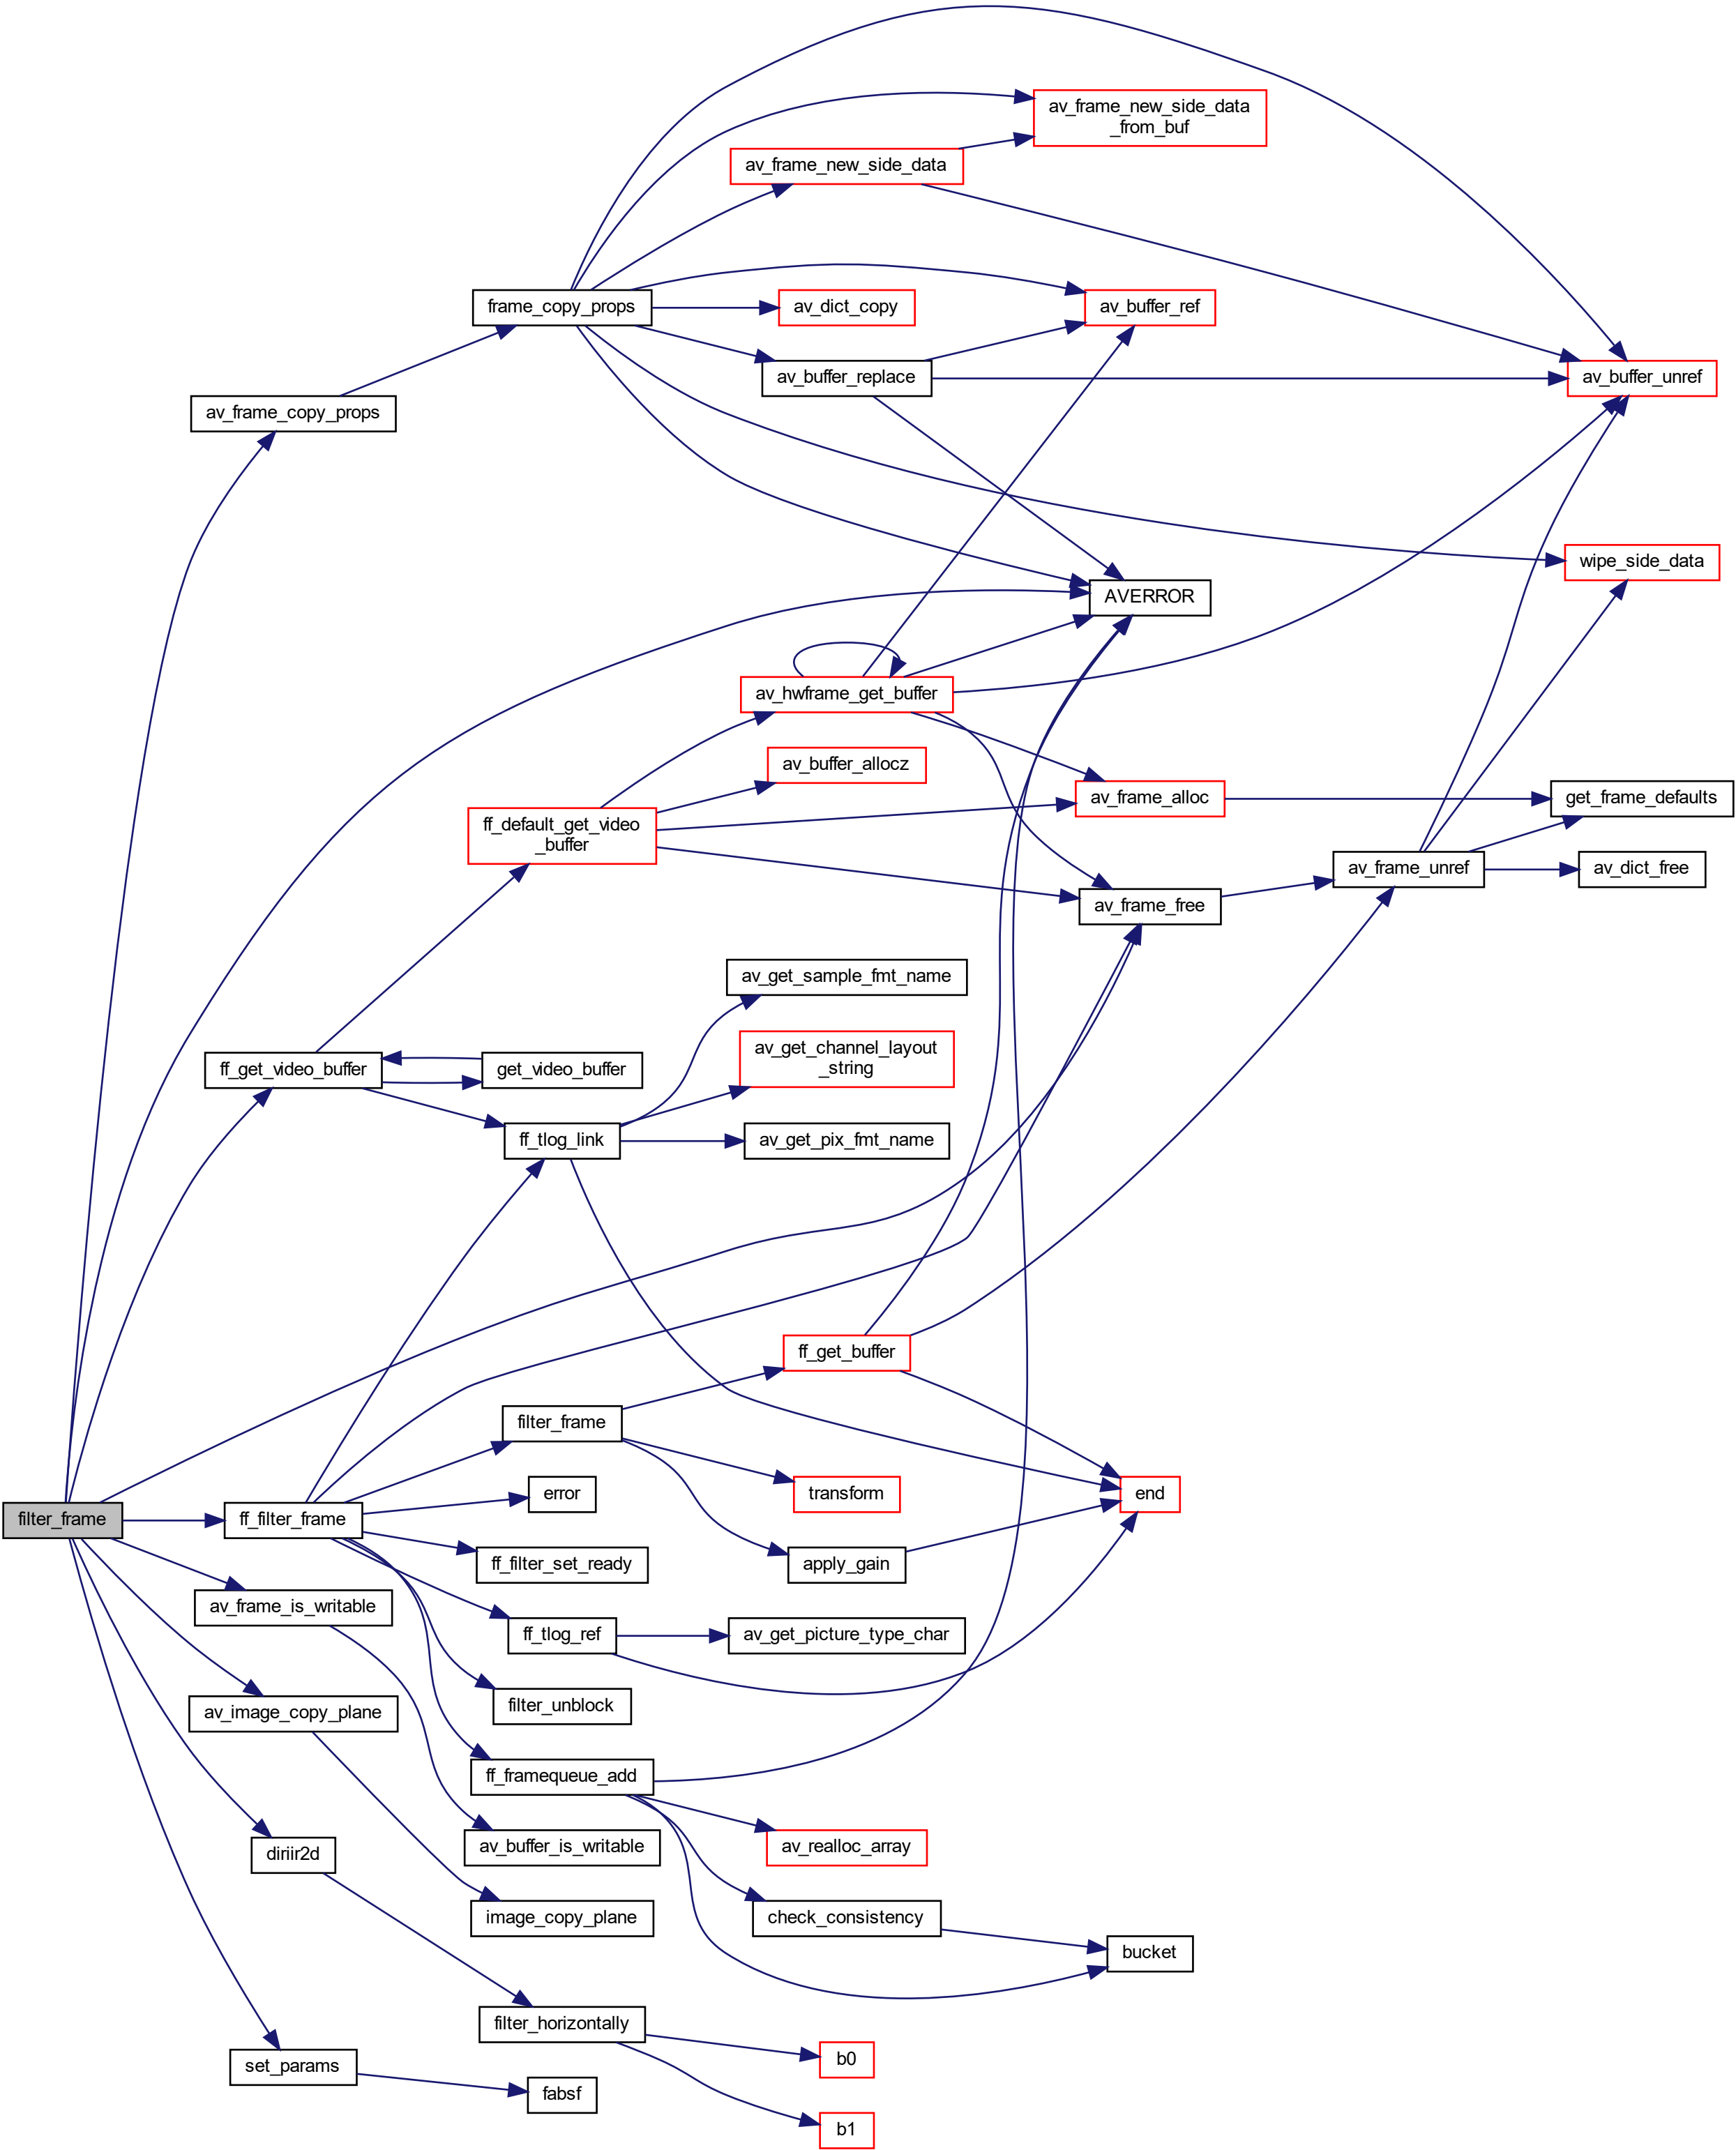 av_frame_new_side_data
_from_buf
av_frame_new_side_data
frame_copy_props
av_dict_copy
av_buffer_ref
av_buffer_replace
av_buffer_unref
av_frame_copy_props
wipe_side_data
AVERROR
av_hwframe_get_buffer
av_buffer_allocz
av_frame_alloc
get_frame_defaults
ff_default_get_video
_buffer
av_frame_unref
av_dict_free
av_frame_free
av_get_sample_fmt_name
ff_get_video_buffer
get_video_buffer
av_get_channel_layout
_string
ff_tlog_link
av_get_pix_fmt_name
ff_get_buffer
filter_frame
transform
error
end
filter_frame
ff_filter_frame
ff_filter_set_ready
apply_gain
av_frame_is_writable
ff_tlog_ref
av_get_picture_type_char
av_image_copy_plane
filter_unblock
ff_framequeue_add
diriir2d
av_buffer_is_writable
av_realloc_array
image_copy_plane
check_consistency
bucket
filter_horizontally
set_params
b0
fabsf
b1